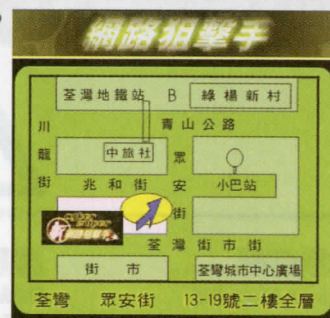 網路狙擊手
荃灣地鐵站 B 綠楊新村
青山公路
川龍街
中旅社
眾安街
兆和街
小巴站
荃灣街市街
街市
荃灣城市中心廣場
荃灣 眾安街 13-19號二樓全層